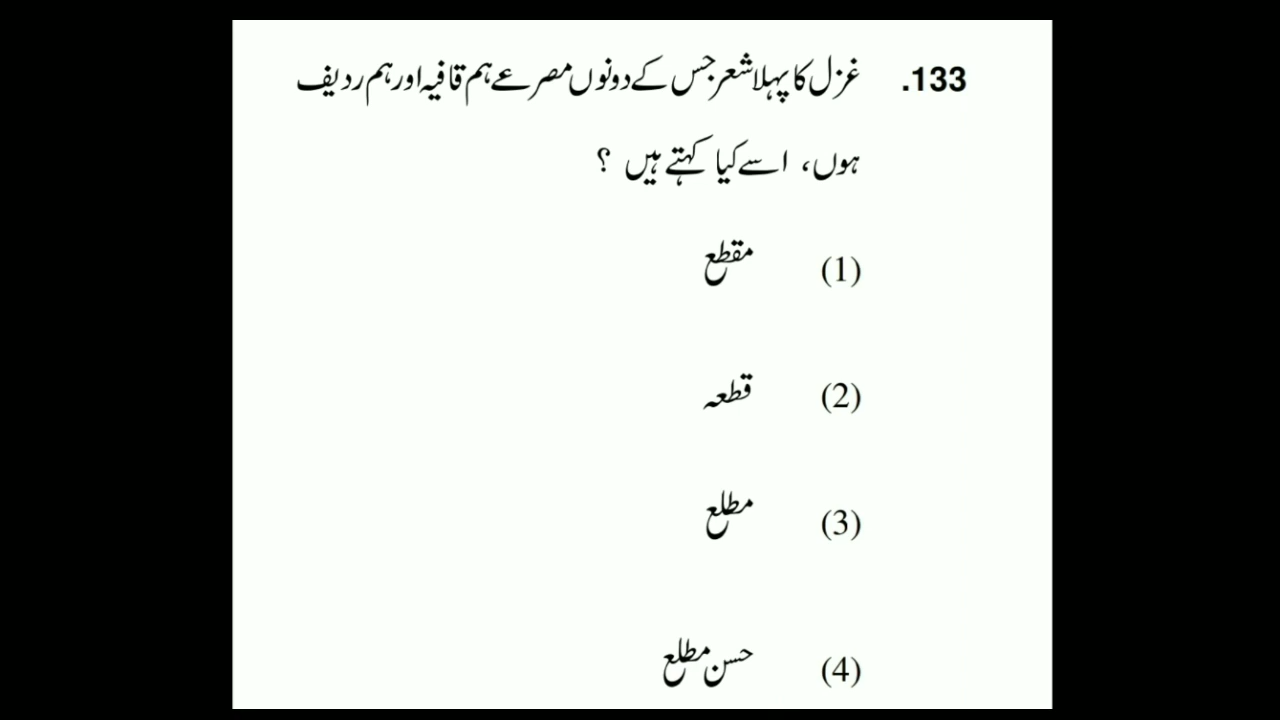 133. غزل کا پہلا شعر جس کے دونوں مصرعے ہم قافیہ اور ہم ردیف
ہوں، اسے کیا کہتے ہیں ؟
(1) مقطع
(2) قطعہ
(3) مطلع
(4) حسن مطلع